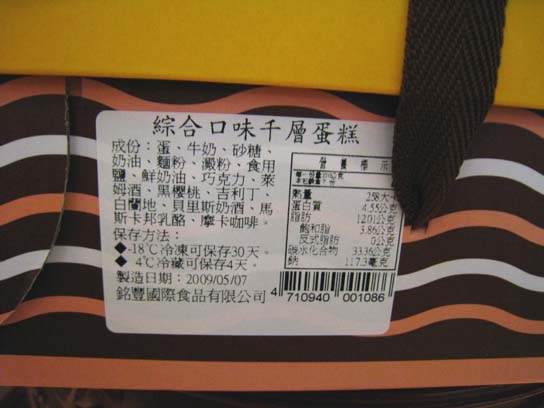 綜合口味千層蛋糕
成份：蛋、牛奶、砂糖、
奶油、麵粉、澱粉、食用
鹽、鮮奶油、巧克力、萊
姆酒、黑櫻桃、吉利丁、
白蘭地、貝里斯奶酒、馬
斯卡邦乳酪、摩卡咖啡。
保存方法：
◆-18℃冷凍可保存30天。
◆ 4℃冷藏可保存4天。
製造日期：2009/05/07
銘豐國際食品有限公司
營養標示
熱量 258大卡
蛋白質 4.55公克
脂肪 12.01公克
飽和脂 3.86公克
反式脂肪 0公克
碳水化合物 33.36公克
鈉 117.3毫克
4 710940 001086